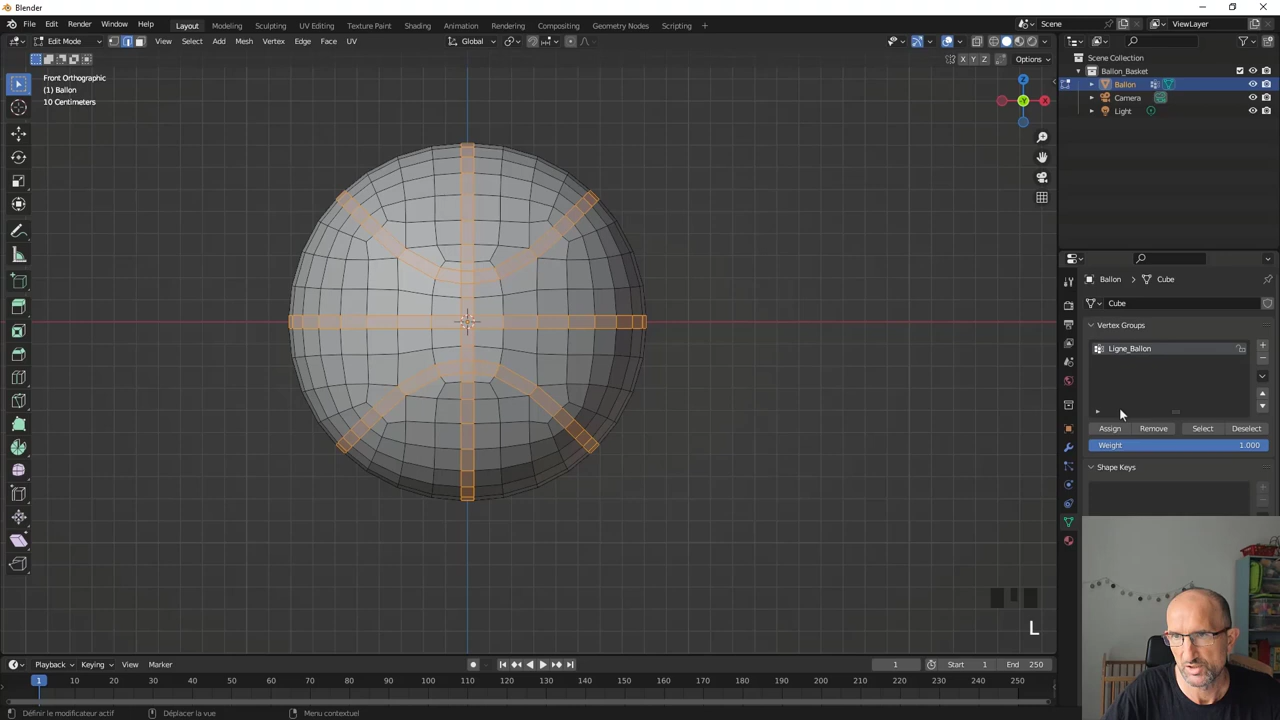 Blender
File Edit Render Window Help Layout Modeling Sculpting UV Editing Texture Paint Shading Animation Rendering Compositing Geometry Nodes Scripting + Scene ViewLayer
Edit Mode View Select Add Mesh Vertex Edge Face UV Global
X Y Z Options
Front Orthographic
(1) Ballon
10 Centimeters
Z
Y
X
Scene Collection
Ballon_Basket
Ballon
Camera
Light
Ballon Cube
Cube
Vertex Groups
Ligne_Ballon
Assign Remove Select Deselect
Weight 1.000
Shape Keys
L
Playback Keying View Marker 1 Start 1 End 250
1 10 20 30 40 50 60 70 80 90 100 110 120 130 140 150 160 170 180 190 200 210 220 230 240 250
Définir le modificateur actif Déplacer la vue Menu contextuel